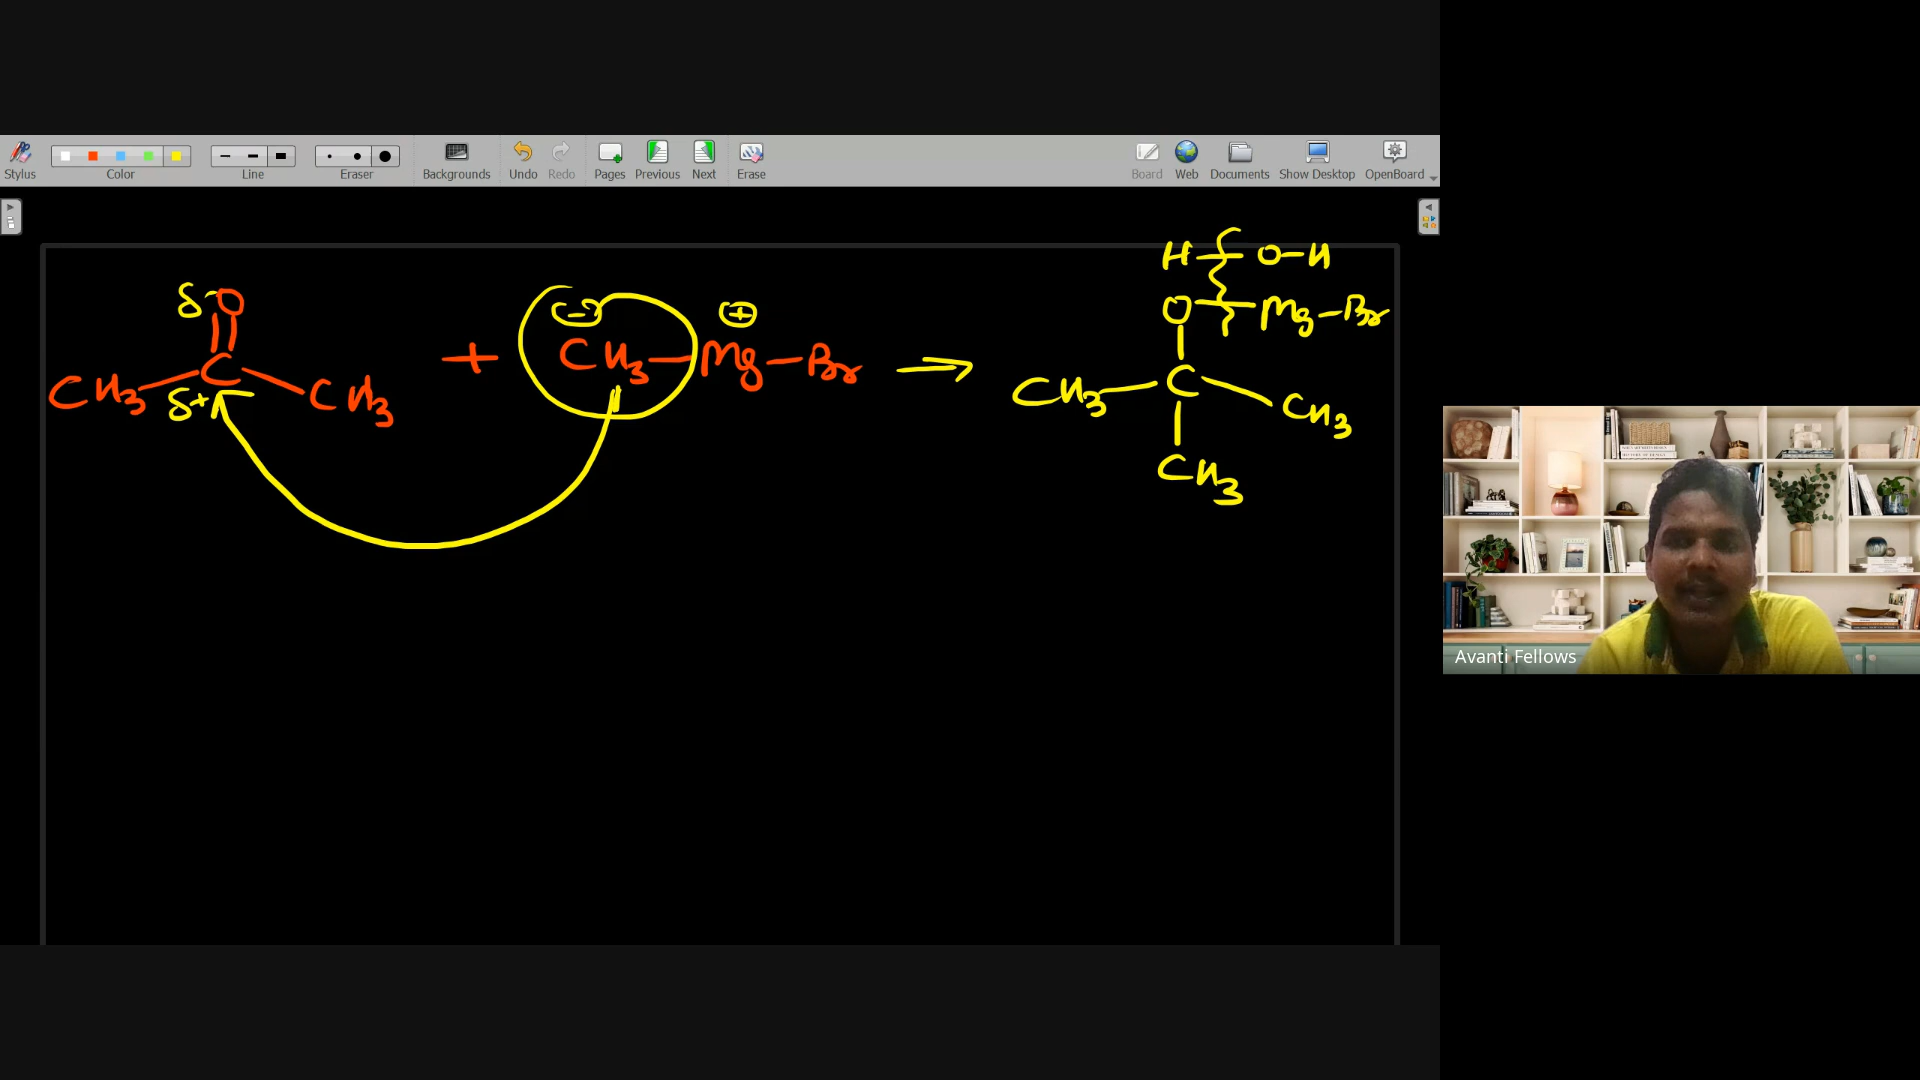 Stylus Color Line Eraser Backgrounds Undo Redo Pages Previous Next Erase Board Web Documents Show Desktop OpenBoard
H – O–H
δ- O (–) (+) O – Mg–Br
CH3 C CH3 + CH3–Mg–Br → CH3 C CH3
δ+
CH3
Avanti Fellows